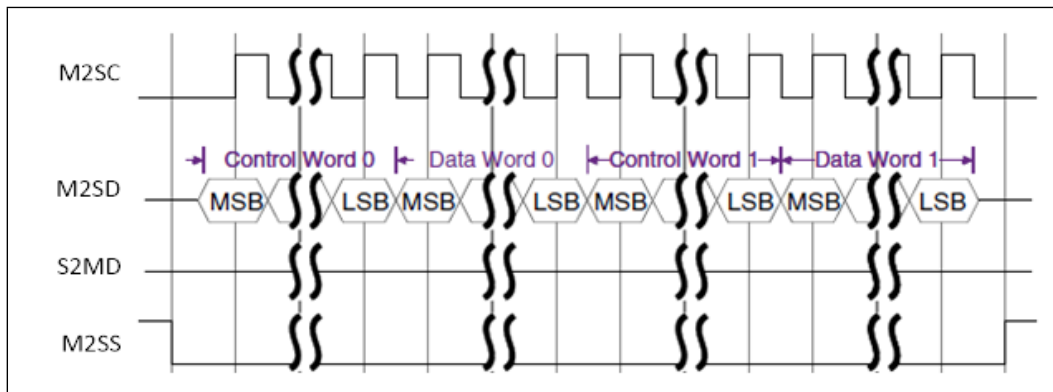 M2SC
Control Word 0 Data Word 0 Control Word 1 Data Word 1
M2SD MSB LSB MSB LSB MSB LSB MSB LSB
S2MD
M2SS